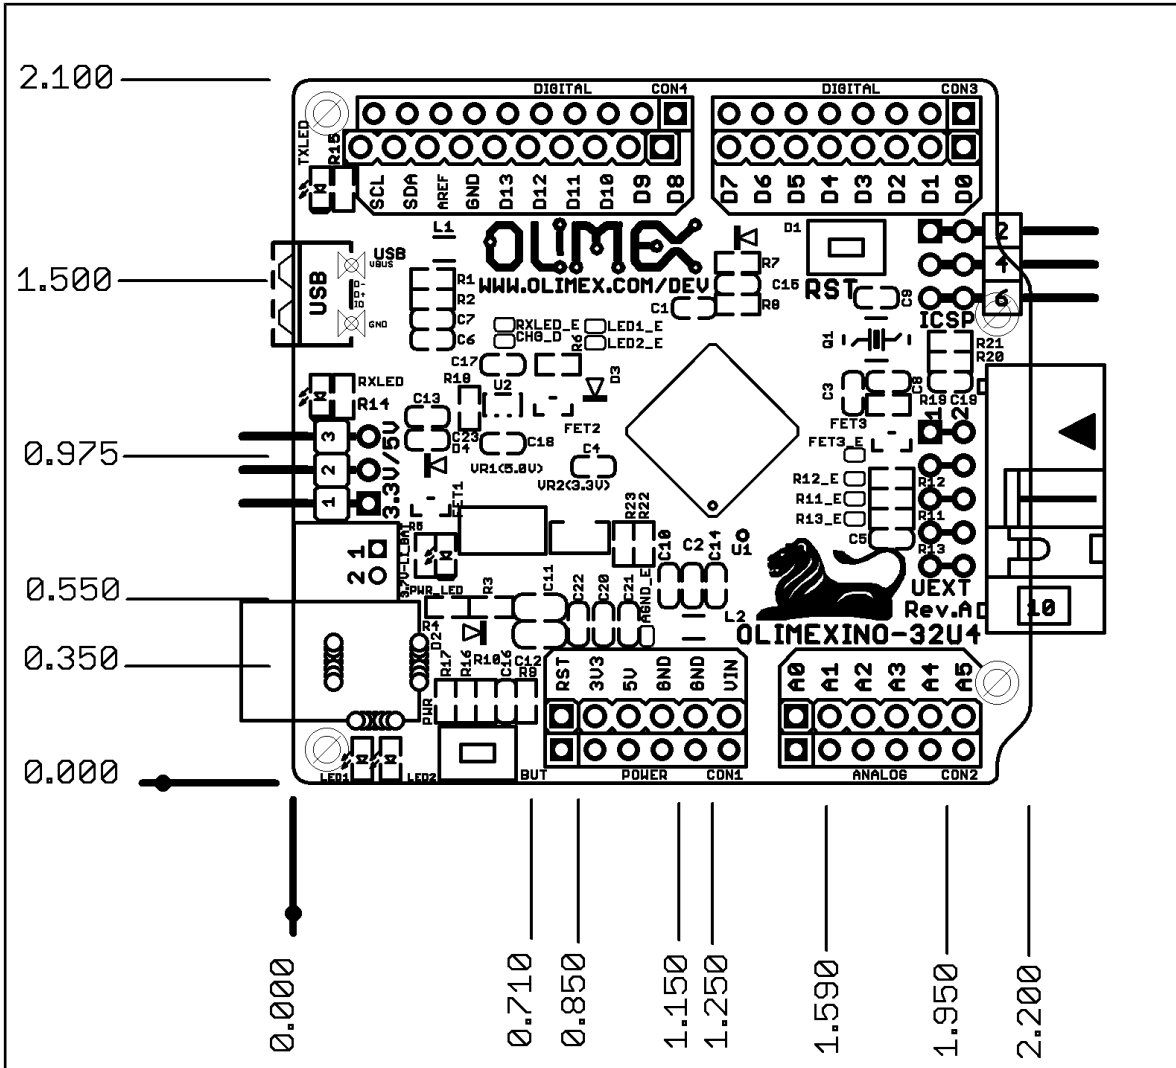 2.100
DIGITAL
CON4
DIGITAL
CON3
TXLED
R15
SCL
SDA
AREF
GND
D13
D12
D11
D10
D9
D8
D7
D6
D5
D4
D3
D2
D1
D0
L1
OLIMEX
WWW.OLIMEX.COM/DEV
D1
RST
2
4
6
ICSP
1.500
USB
USB
VBUS
D-
D+
ID
GND
R1
R2
C7
C6
R7
C15
R8
C1
C9
Q1
RXLED_E
CHG_D
LED1_E
LED2_E
R6
C17
R18
U2
D3
R21
R20
R19
C19
C3
C8
RXLED
R14
C13
C23
D4
C18
FET2
C4
VR1(5.0V)
VR2(3.3V)
FET3
FET3_E
1
2
0.975
3
2
1
3.3V/5V
FET1
R12_E
R11_E
R13_E
R12
R11
R13
C5
R23
R22
C10
C2
C14
U1
R5
1
2
3.7V-LI_BAT
PWR_LED
0.550
R3
C11
C22
C20
C21
AGND_E
L2
UEXT
Rev.A
10
OLIMEXINO-32U4
0.350
R4
D2
R17
R16
R10
C16
C12
R9
RST
3V3
5V
GND
GND
VIN
A0
A1
A2
A3
A4
A5
PWR
0.000
LED1
LED2
BUT
POWER
CON1
ANALOG
CON2
0.000
0.710
0.850
1.150
1.250
1.590
1.950
2.200